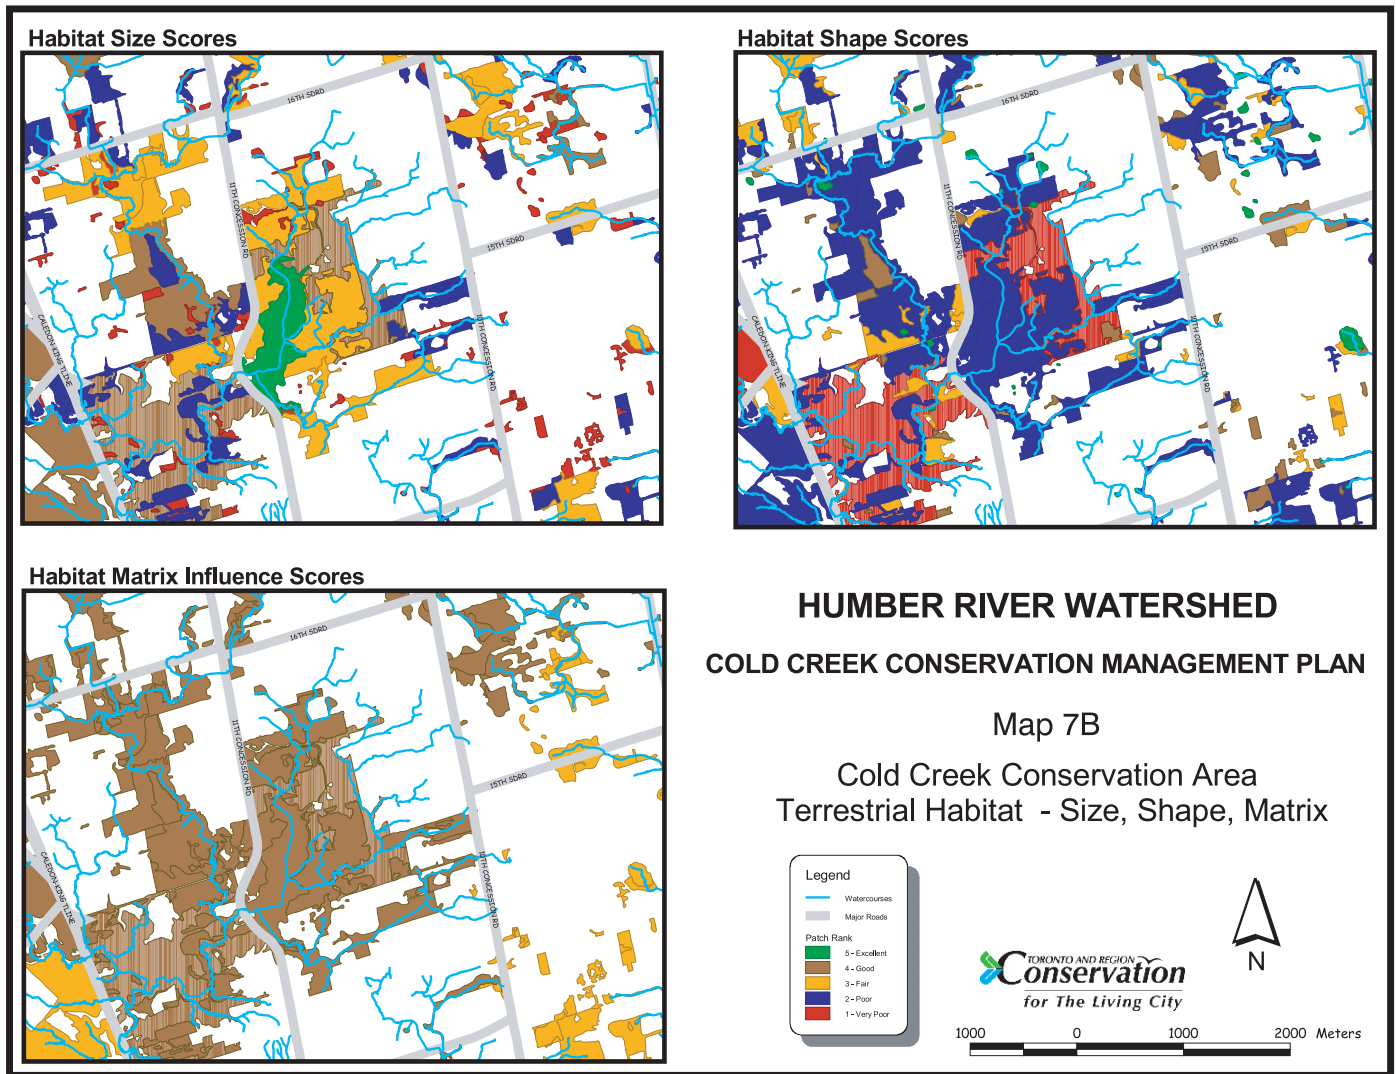 Habitat Size Scores
16TH SDRD
11TH CONCESSION RD
15TH SDRD
CALEDON-KING TLINE
10TH CONCESSION RD
Habitat Shape Scores
16TH SDRD
11TH CONCESSION RD
15TH SDRD
CALEDON-KING TLINE
10TH CONCESSION RD
Habitat Matrix Influence Scores
16TH SDRD
11TH CONCESSION RD
15TH SDRD
CALEDON-KING TLINE
10TH CONCESSION RD
HUMBER RIVER WATERSHED
COLD CREEK CONSERVATION MANAGEMENT PLAN
Map 7B
Cold Creek Conservation Area
Terrestrial Habitat - Size, Shape, Matrix
Legend
Watercourses
Major Roads
Patch Rank
5 - Excellent
4 - Good
3 - Fair
2 - Poor
1 - Very Poor
TORONTO AND REGION
Conservation
for The Living City
N
1000 0 1000 2000 Meters